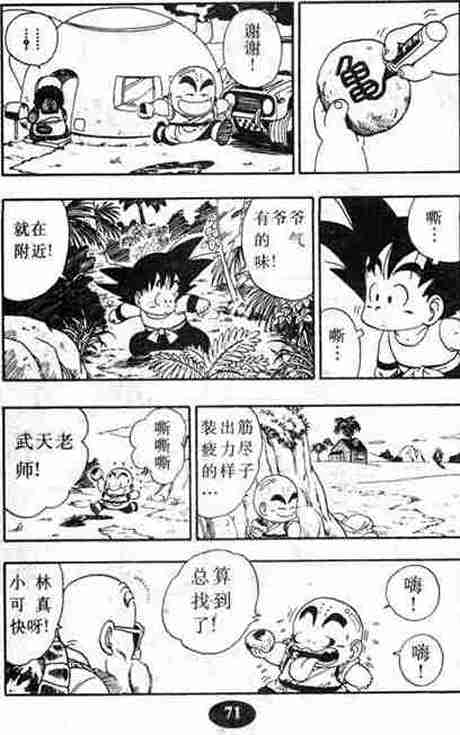 亀
谢谢!
……
嘶…
嘶…
有爷爷
的气
味!
就在
附近!
装出筋
疲力尽
的样子
…
嘶嘶嘶
武天老
师!
嗨!
嗨!
总算
找到
了!
小林
可真
快呀!
71